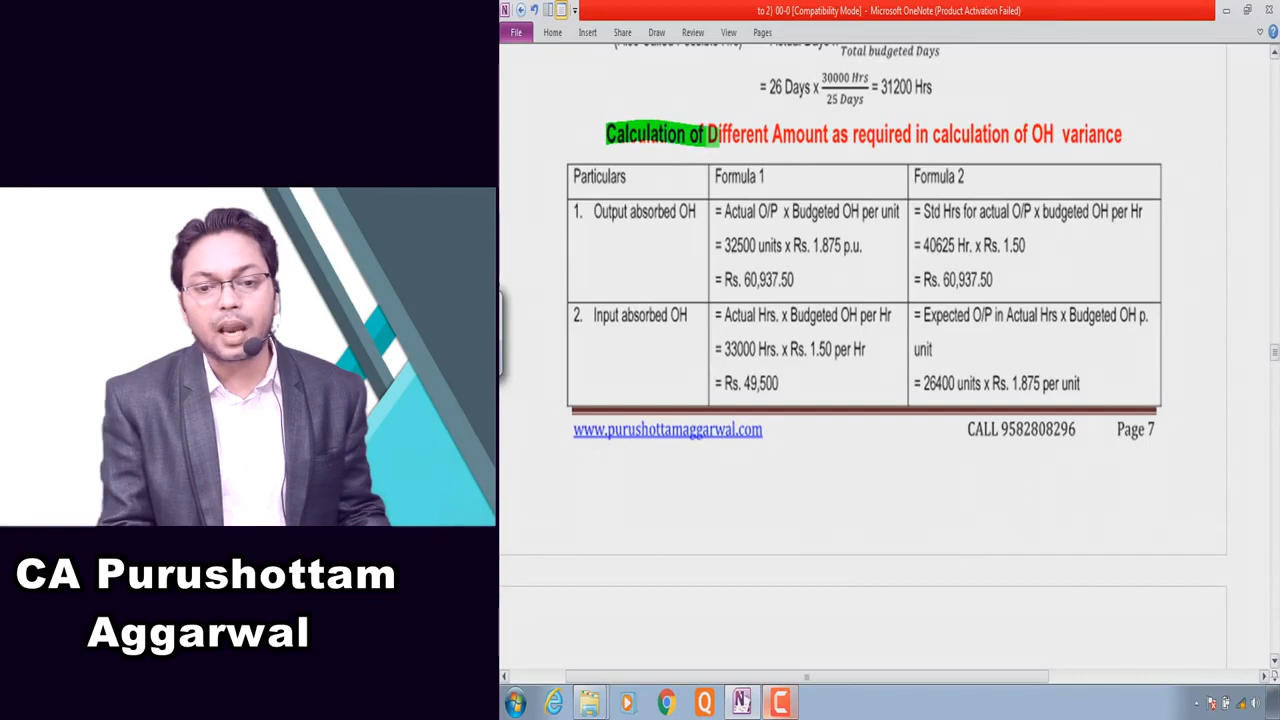 to 2) 00-0 [Compatibility Mode] - Microsoft OneNote (Product Activation Failed)
File Home Insert Share Draw Review View Pages
Total budgeted Days
= 26 Days x 30000 Hrs / 25 Days = 31200 Hrs
Calculation of Different Amount as required in calculation of OH variance
Particulars Formula 1 Formula 2
1. Output absorbed OH = Actual O/P x Budgeted OH per unit = Std Hrs for actual O/P x budgeted OH per Hr
= 32500 units x Rs. 1.875 p.u. = 40625 Hr. x Rs. 1.50
= Rs. 60,937.50 = Rs. 60,937.50
2. Input absorbed OH = Actual Hrs. x Budgeted OH per Hr = Expected O/P in Actual Hrs x Budgeted OH p.
= 33000 Hrs. x Rs. 1.50 per Hr unit
= Rs. 49,500 = 26400 units x Rs. 1.875 per unit
www.purushottamaggarwal.com CALL 9582808296 Page 7
CA Purushottam
Aggarwal